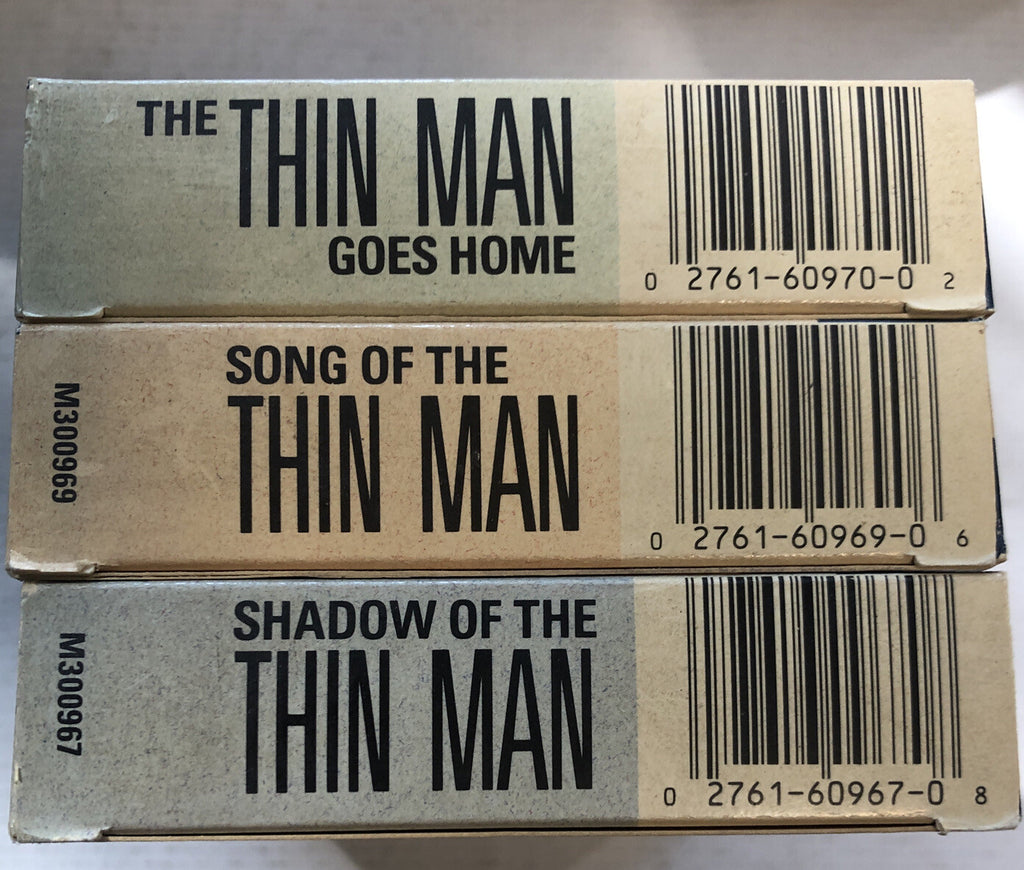 THE THIN MAN
GOES HOME
0 2761-60970-0 2
M300969
SONG OF THE
THIN MAN
0 2761-60969-0 6
M300967
SHADOW OF THE
THIN MAN
0 2761-60967-0 8